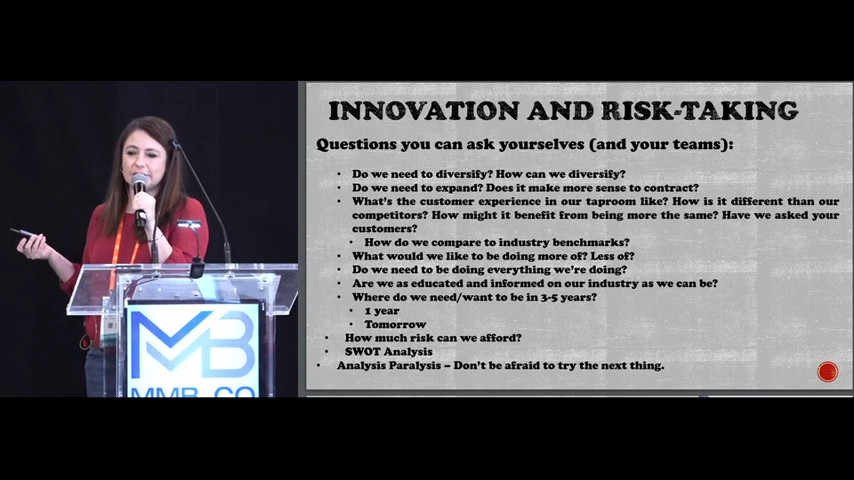 INNOVATION AND RISK-TAKING
Questions you can ask yourselves (and your teams):
Do we need to diversify? How can we diversify?
Do we need to expand? Does it make more sense to contract?
What's the customer experience in our taproom like? How is it different than our
competitors? How might it benefit from being more the same? Have we asked your
customers?
How do we compare to industry benchmarks?
What would we like to be doing more of? Less of?
Do we need to be doing everything we're doing?
Are we as educated and informed on our industry as we can be?
Where do we need/want to be in 3-5 years?
1 year
Tomorrow
How much risk can we afford?
SWOT Analysis
Analysis Paralysis – Don't be afraid to try the next thing.
MB
MMB CO